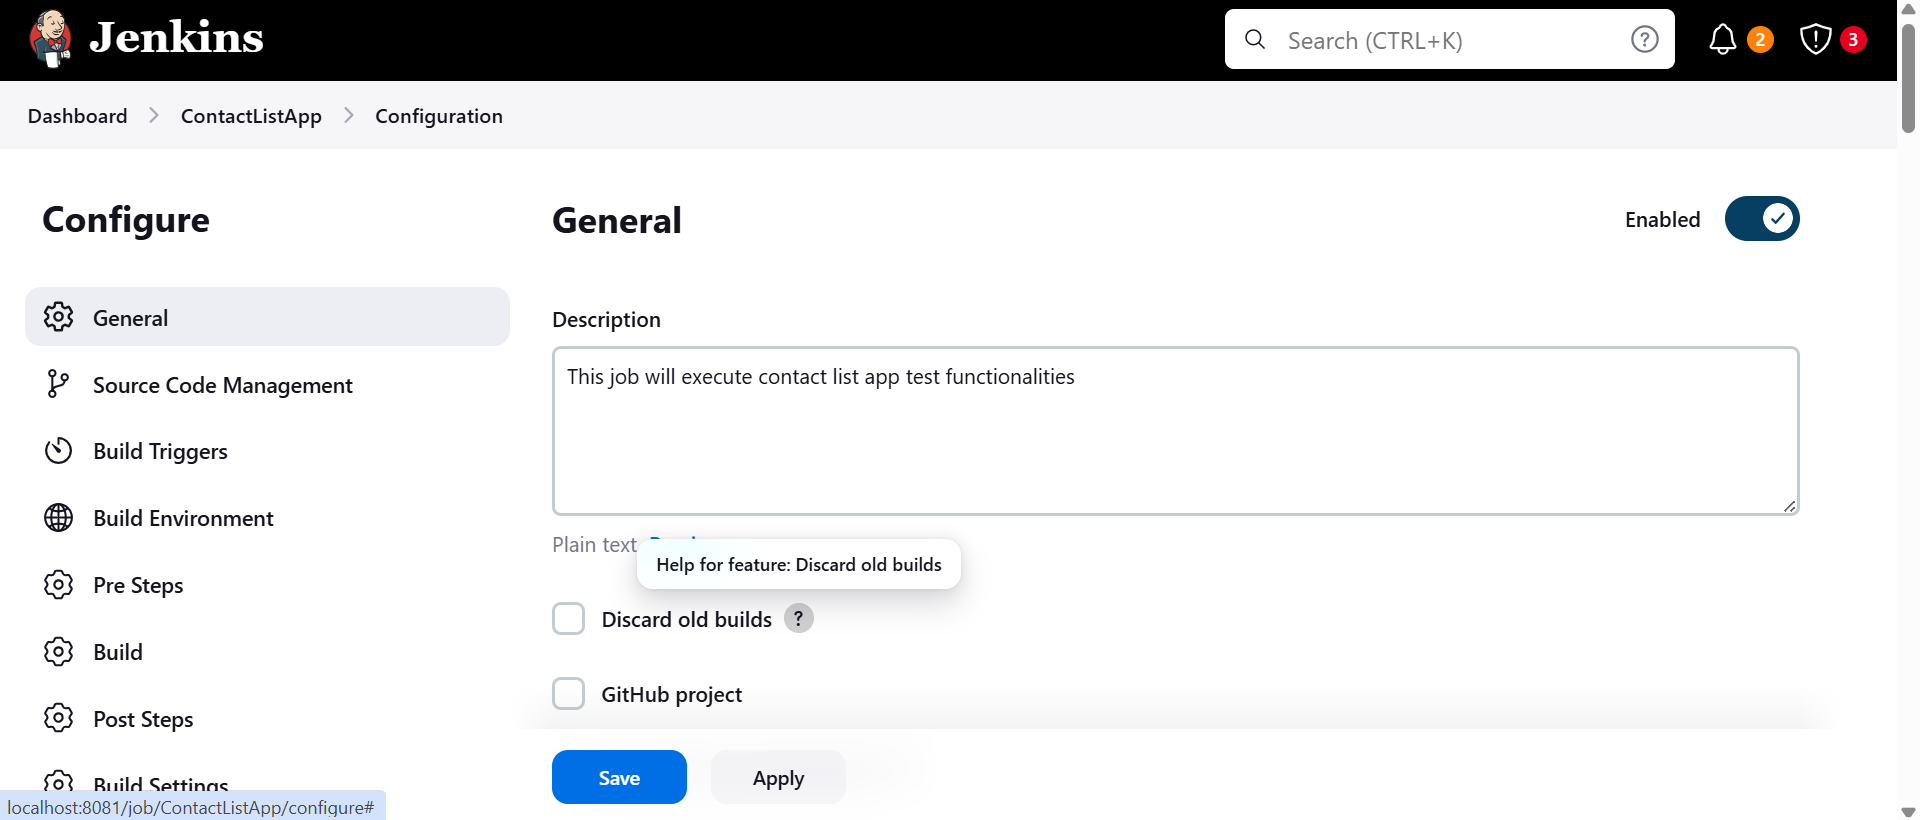 Jenkins
Search (CTRL+K)
?
2
3
Dashboard
ContactListApp
Configuration
Configure
General
Source Code Management
Build Triggers
Build Environment
Pre Steps
Build
Post Steps
Build Settings
General
Enabled
Description
This job will execute contact list app test functionalities
Plain text
Help for feature: Discard old builds
Discard old builds ?
GitHub project
Save
Apply
localhost:8081/job/ContactListApp/configure#